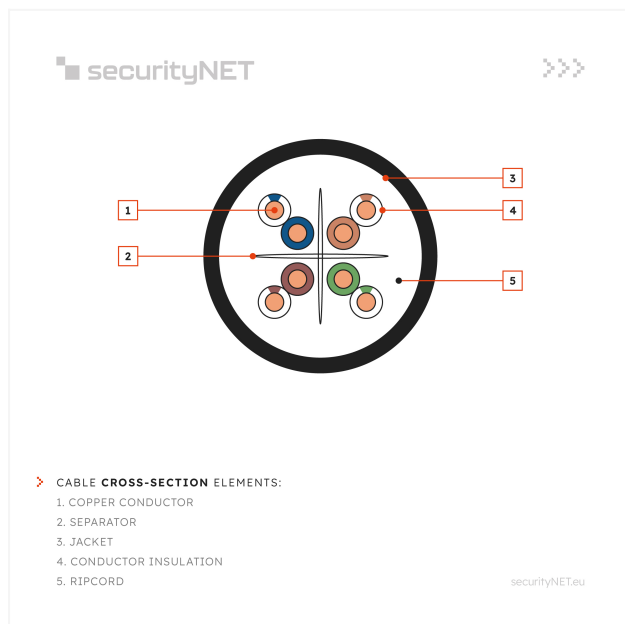 securityNET
1
2
3
4
5
CABLE CROSS-SECTION ELEMENTS:
1. COPPER CONDUCTOR
2. SEPARATOR
3. JACKET
4. CONDUCTOR INSULATION
5. RIPCORD
securityNET.eu